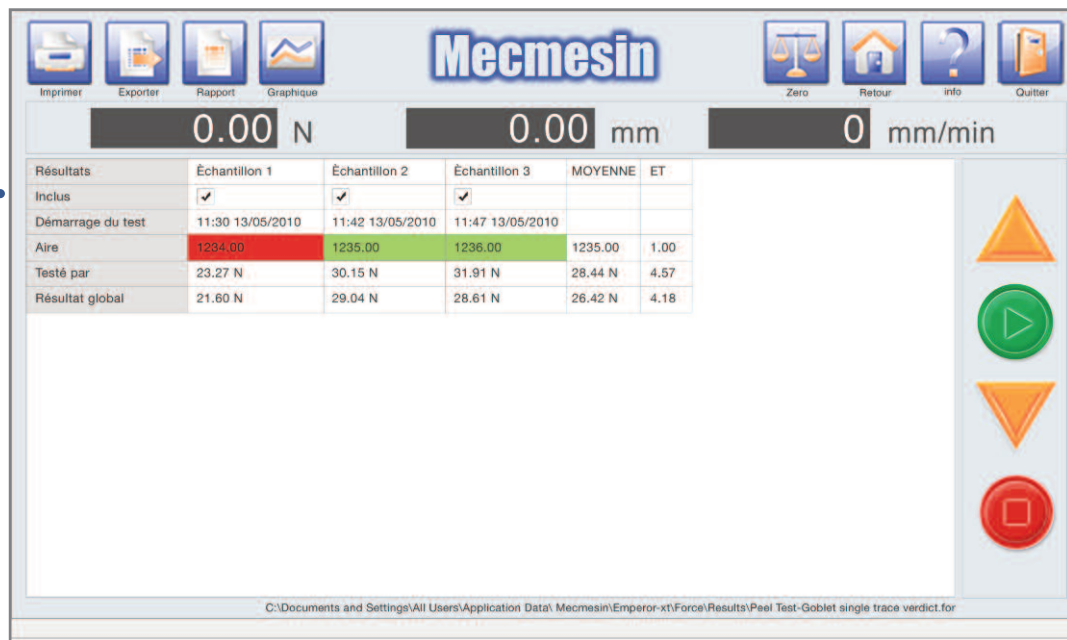 Mecmesin
Imprimer Exporter Rapport Graphique Zero Retour info Quitter
0.00 N 0.00 mm 0 mm/min
Résultats Èchantillon 1 Èchantillon 2 Èchantillon 3 MOYENNE ET
Inclus
Démarrage du test 11:30 13/05/2010 11:42 13/05/2010 11:47 13/05/2010
Aire 1234.00 1235.00 1236.00 1235.00 1.00
Testé par 23.27 N 30.15 N 31.91 N 28.44 N 4.57
Résultat global 21.60 N 29.04 N 28.61 N 26.42 N 4.18
C:\Documents and Settings\All Users\Application Data\ Mecmesin\Emperor-xt\Force\Results\Peel Test-Goblet single trace verdict.for